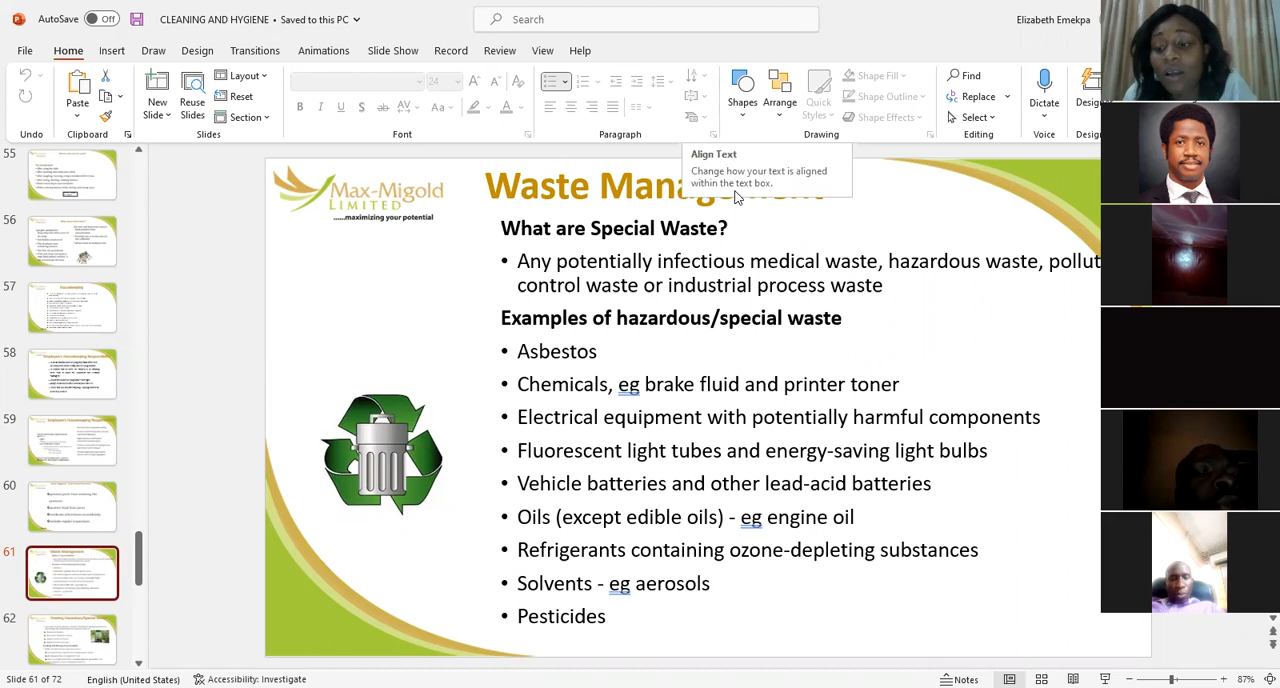 AutoSave Off CLEANING AND HYGIENE • Saved to this PC Search Elizabeth Emekpa
File Home Insert Draw Design Transitions Animations Slide Show Record Review View Help
Layout Reset Section
Paste New Slide Reuse Slides
24
B I U S ab AV Aa A
Shapes Arrange Quick Styles
Shape Fill Shape Outline Shape Effects
Find Replace Select
Dictate
Undo Clipboard Slides Font Paragraph Drawing Editing Voice
Align Text
Change how your text is aligned
within the text box.
55
56
57
58
59
60
61
62
Max-Migold
LIMITED
......maximizing your potential
aste Management
at are Special Waste?
Any potentially infectious medical waste, hazardous waste, pollut
control waste or industrial process waste
Examples of hazardous/special waste
Asbestos
Chemicals, eg brake fluid and printer toner
• Electrical equipment with potentially harmful components
Fluorescent light tubes and energy-saving light bulbs
Vehicle batteries and other lead-acid batteries
Oils (except edible oils) - eg engine oil
Refrigerants containing ozone depleting substances
Solvents - eg aerosols
• Pesticides
Slide 61 of 72 English (United States) Accessibility: Investigate Notes 87%